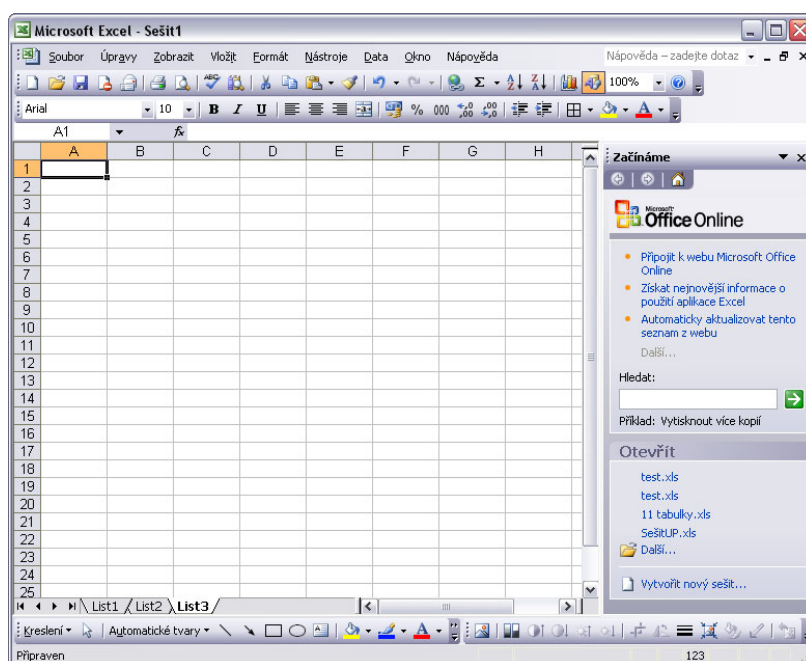 Microsoft Excel - Sešit1
Soubor Úpravy Zobrazit Vložit Formát Nástroje Data Okno Nápověda Nápověda – zadejte dotaz
100%
Arial 10 B I U % 000
A1 fx
A B C D E F G H
1
2
3
4
5
6
7
8
9
10
11
12
13
14
15
16
17
18
19
20
21
22
23
24
25
List1 List2 List3
Kreslení Automatické tvary
Připraven 123
Začínáme
Microsoft
Office Online
Připojit k webu Microsoft Office
Online
Získat nejnovější informace o
použití aplikace Excel
Automaticky aktualizovat tento
seznam z webu
Další...
Hledat:
Příklad: Vytisknout více kopií
Otevřít
test.xls
test.xls
11 tabulky.xls
SešitUP.xls
Další...
Vytvořit nový sešit...